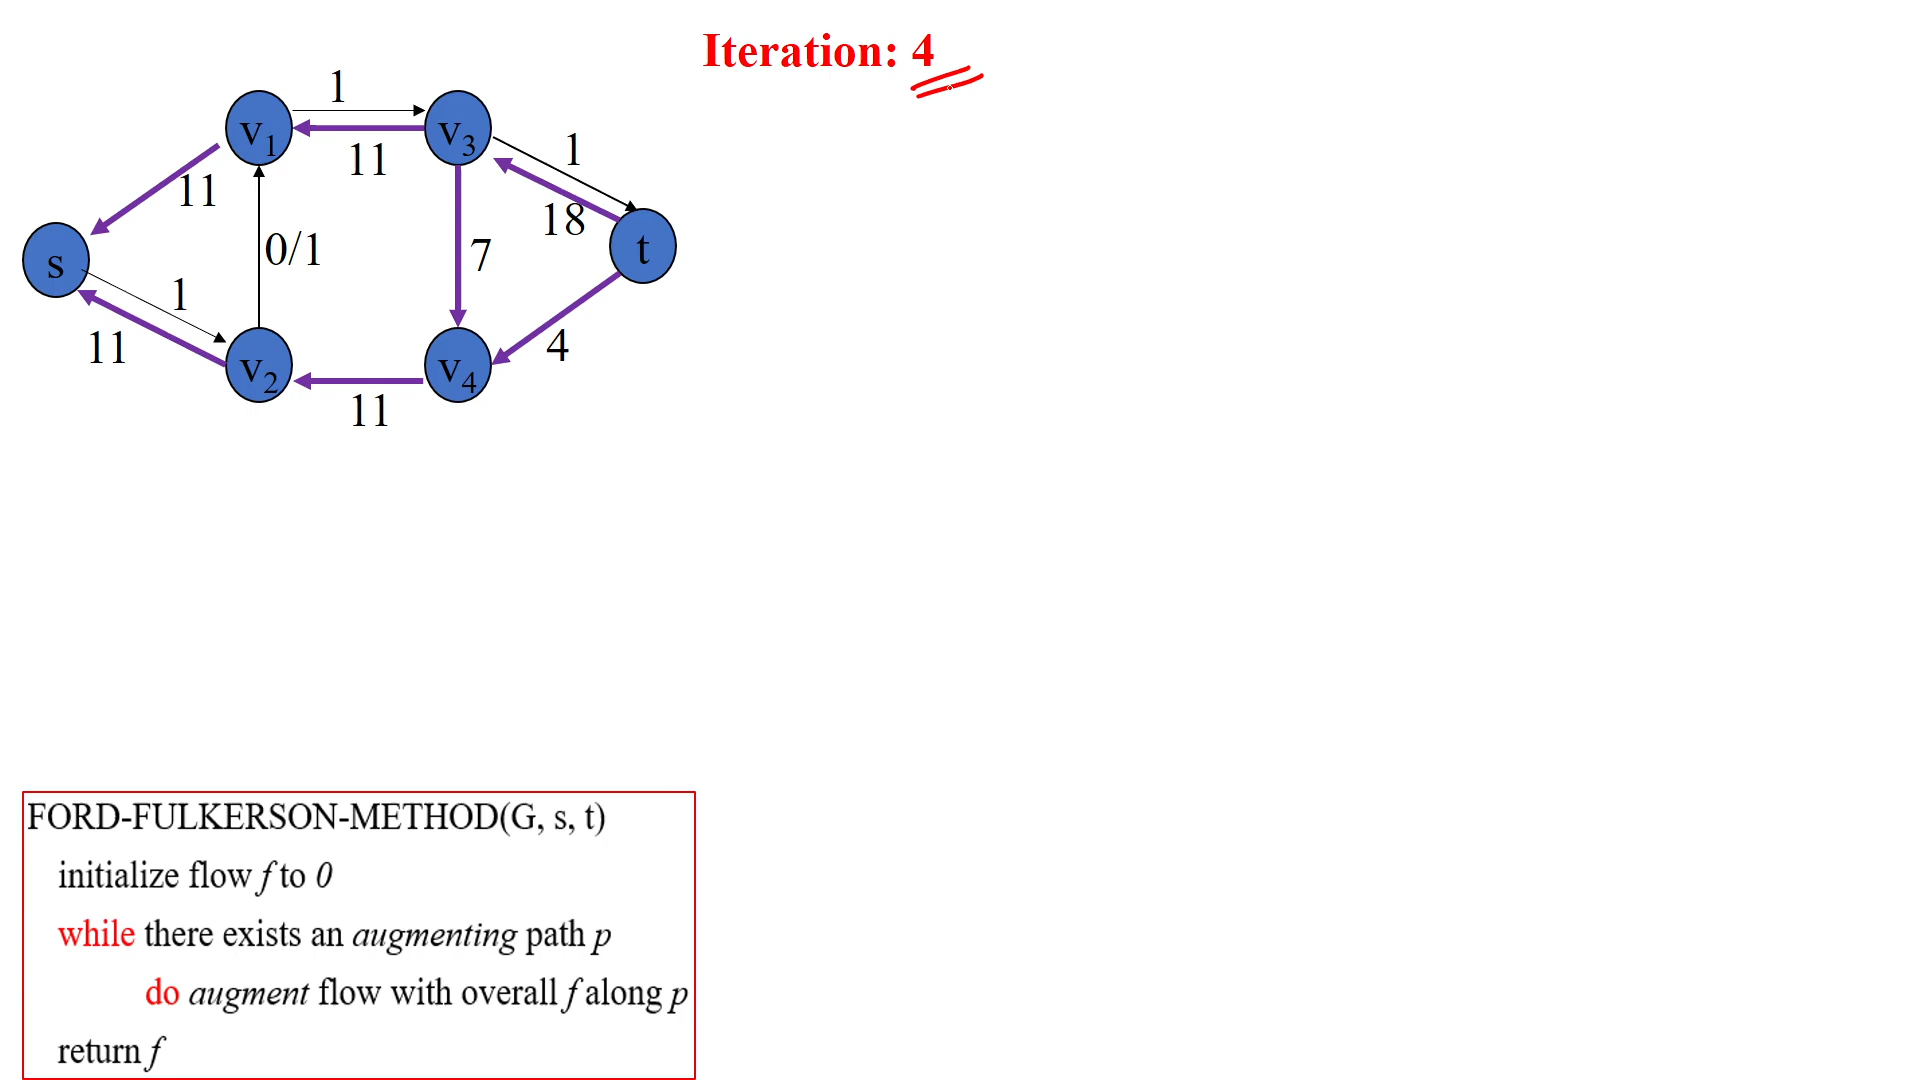 Iteration: 4
1
v1
v3
11
1
11
18
s
0/1
7
t
1
11
4
v2
v4
11
FORD-FULKERSON-METHOD(G, s, t)
initialize flow f to 0
while there exists an augmenting path p
do augment flow with overall f along p
return f